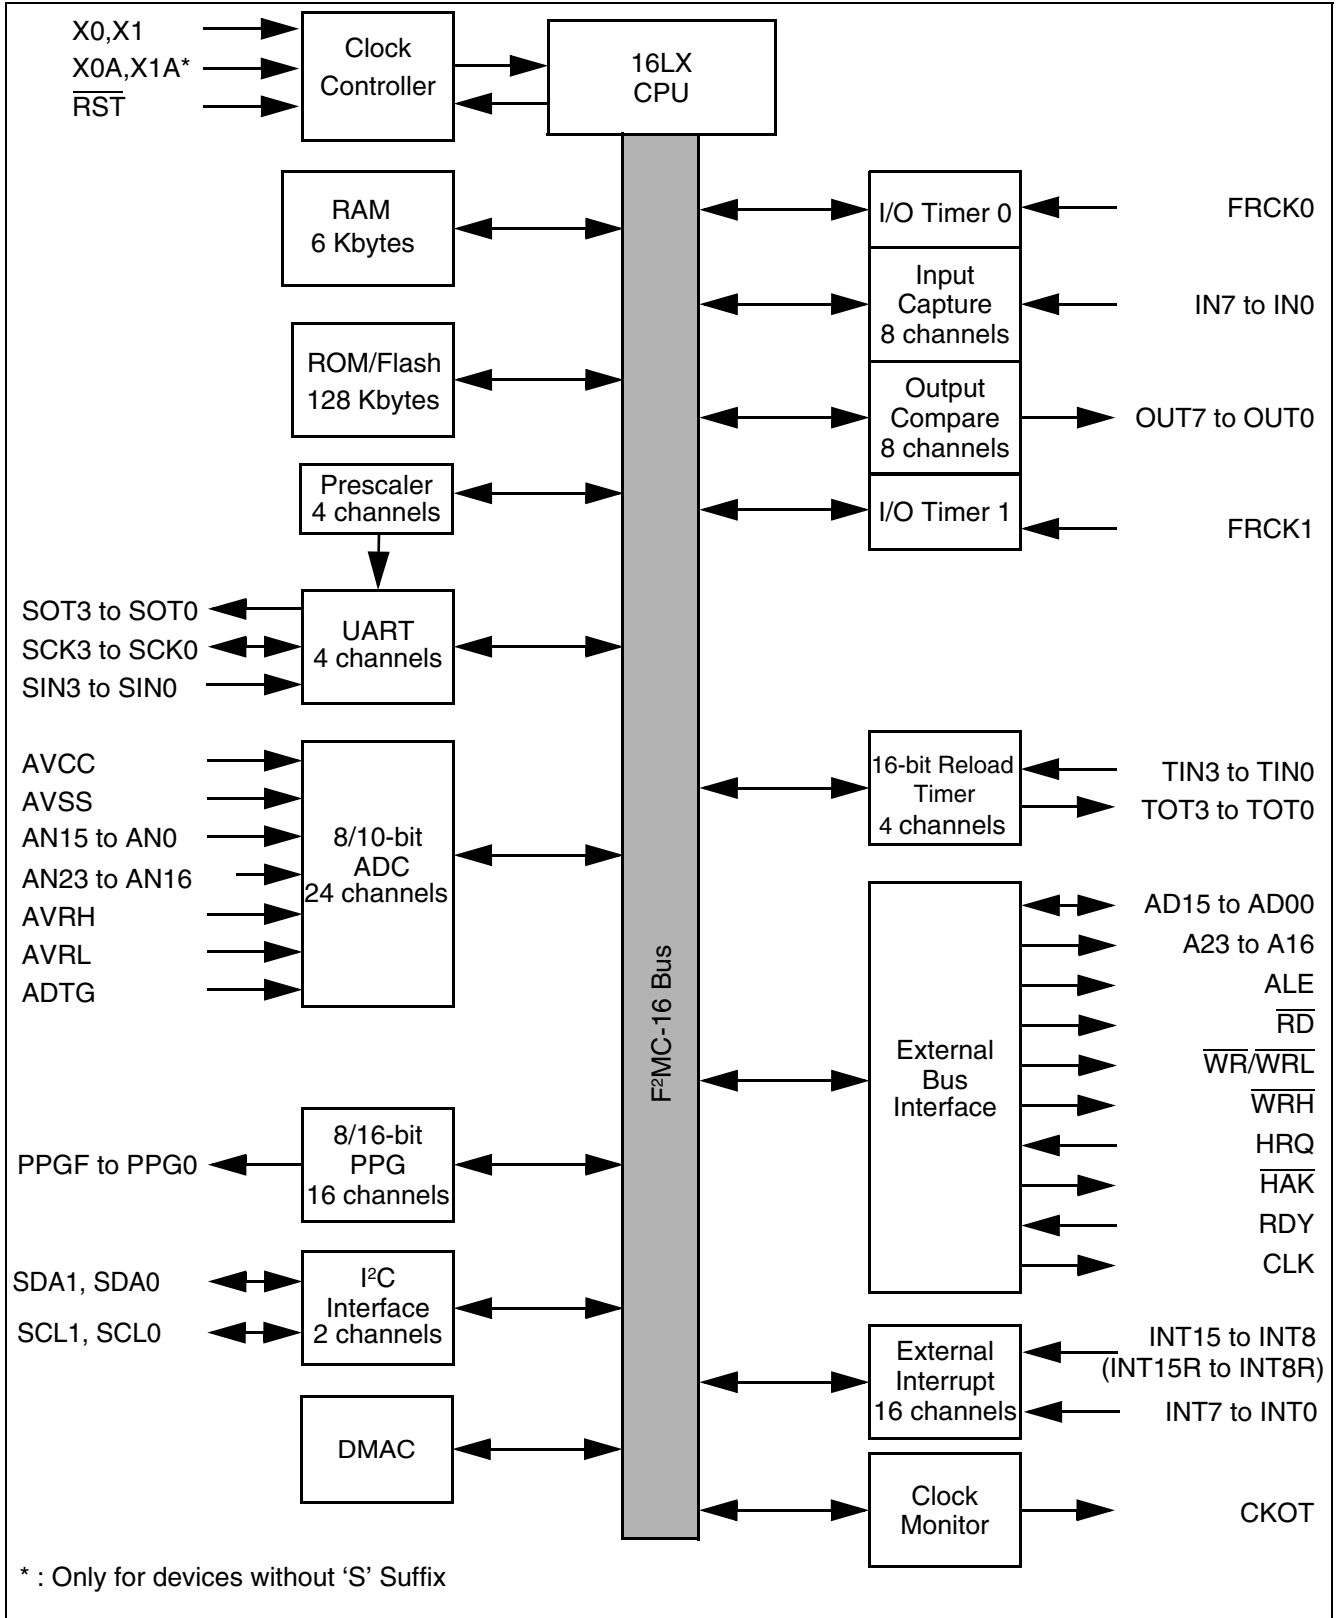 X0,X1
X0A,X1A*
RST
Clock
Controller
16LX
CPU
RAM
6 Kbytes
ROM/Flash
128 Kbytes
Prescaler
4 channels
SOT3 to SOT0
SCK3 to SCK0
SIN3 to SIN0
UART
4 channels
AVCC
AVSS
AN15 to AN0
AN23 to AN16
AVRH
AVRL
ADTG
8/10-bit
ADC
24 channels
PPGF to PPG0
8/16-bit
PPG
16 channels
SDA1, SDA0
SCL1, SCL0
I²C
Interface
2 channels
DMAC
F²MC-16 Bus
I/O Timer 0
FRCK0
Input
Capture
8 channels
IN7 to IN0
Output
Compare
8 channels
OUT7 to OUT0
I/O Timer 1
FRCK1
16-bit Reload
Timer
4 channels
TIN3 to TIN0
TOT3 to TOT0
External
Bus
Interface
AD15 to AD00
A23 to A16
ALE
RD
WR/WRL
WRH
HRQ
HAK
RDY
CLK
External
Interrupt
16 channels
INT15 to INT8
(INT15R to INT8R)
INT7 to INT0
Clock
Monitor
CKOT
* : Only for devices without ‘S’ Suffix